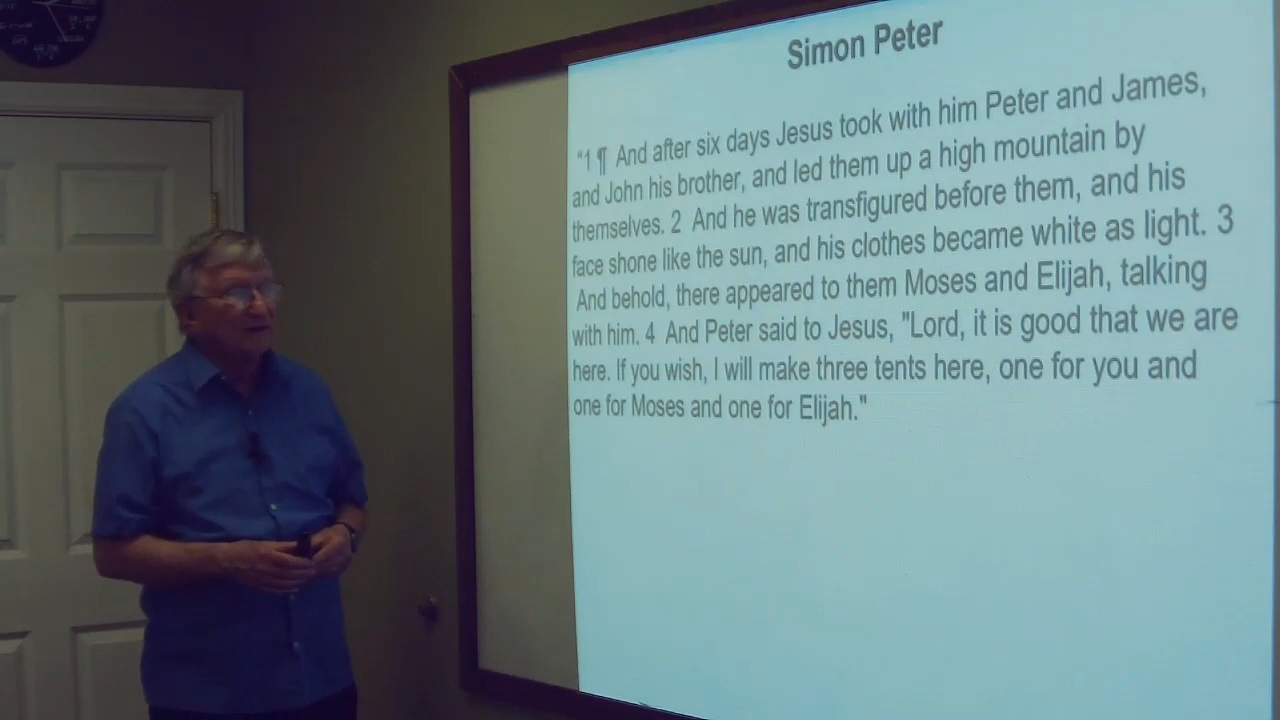 Simon Peter
"1 ¶ And after six days Jesus took with him Peter and James,
and John his brother, and led them up a high mountain by
themselves. 2 And he was transfigured before them, and his
face shone like the sun, and his clothes became white as light. 3
And behold, there appeared to them Moses and Elijah, talking
with him. 4 And Peter said to Jesus, "Lord, it is good that we are
here. If you wish, I will make three tents here, one for you and
one for Moses and one for Elijah."